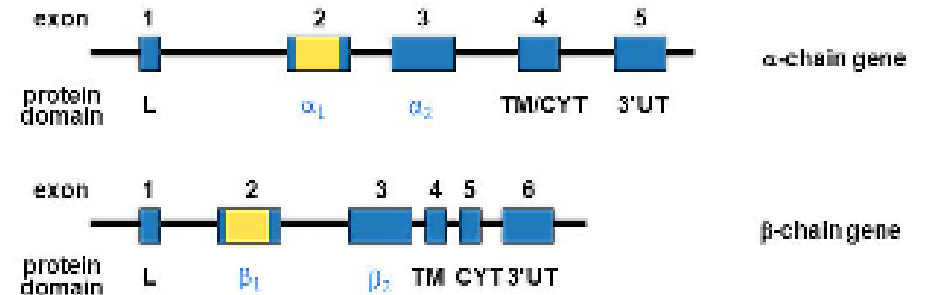 exon 1 2 3 4 5
α-chain gene
protein domain L α₁ α₂ TM/CYT 3'UT
exon 1 2 3 4 5 6
β-chain gene
protein domain L β₁ β₂ TM CYT 3'UT